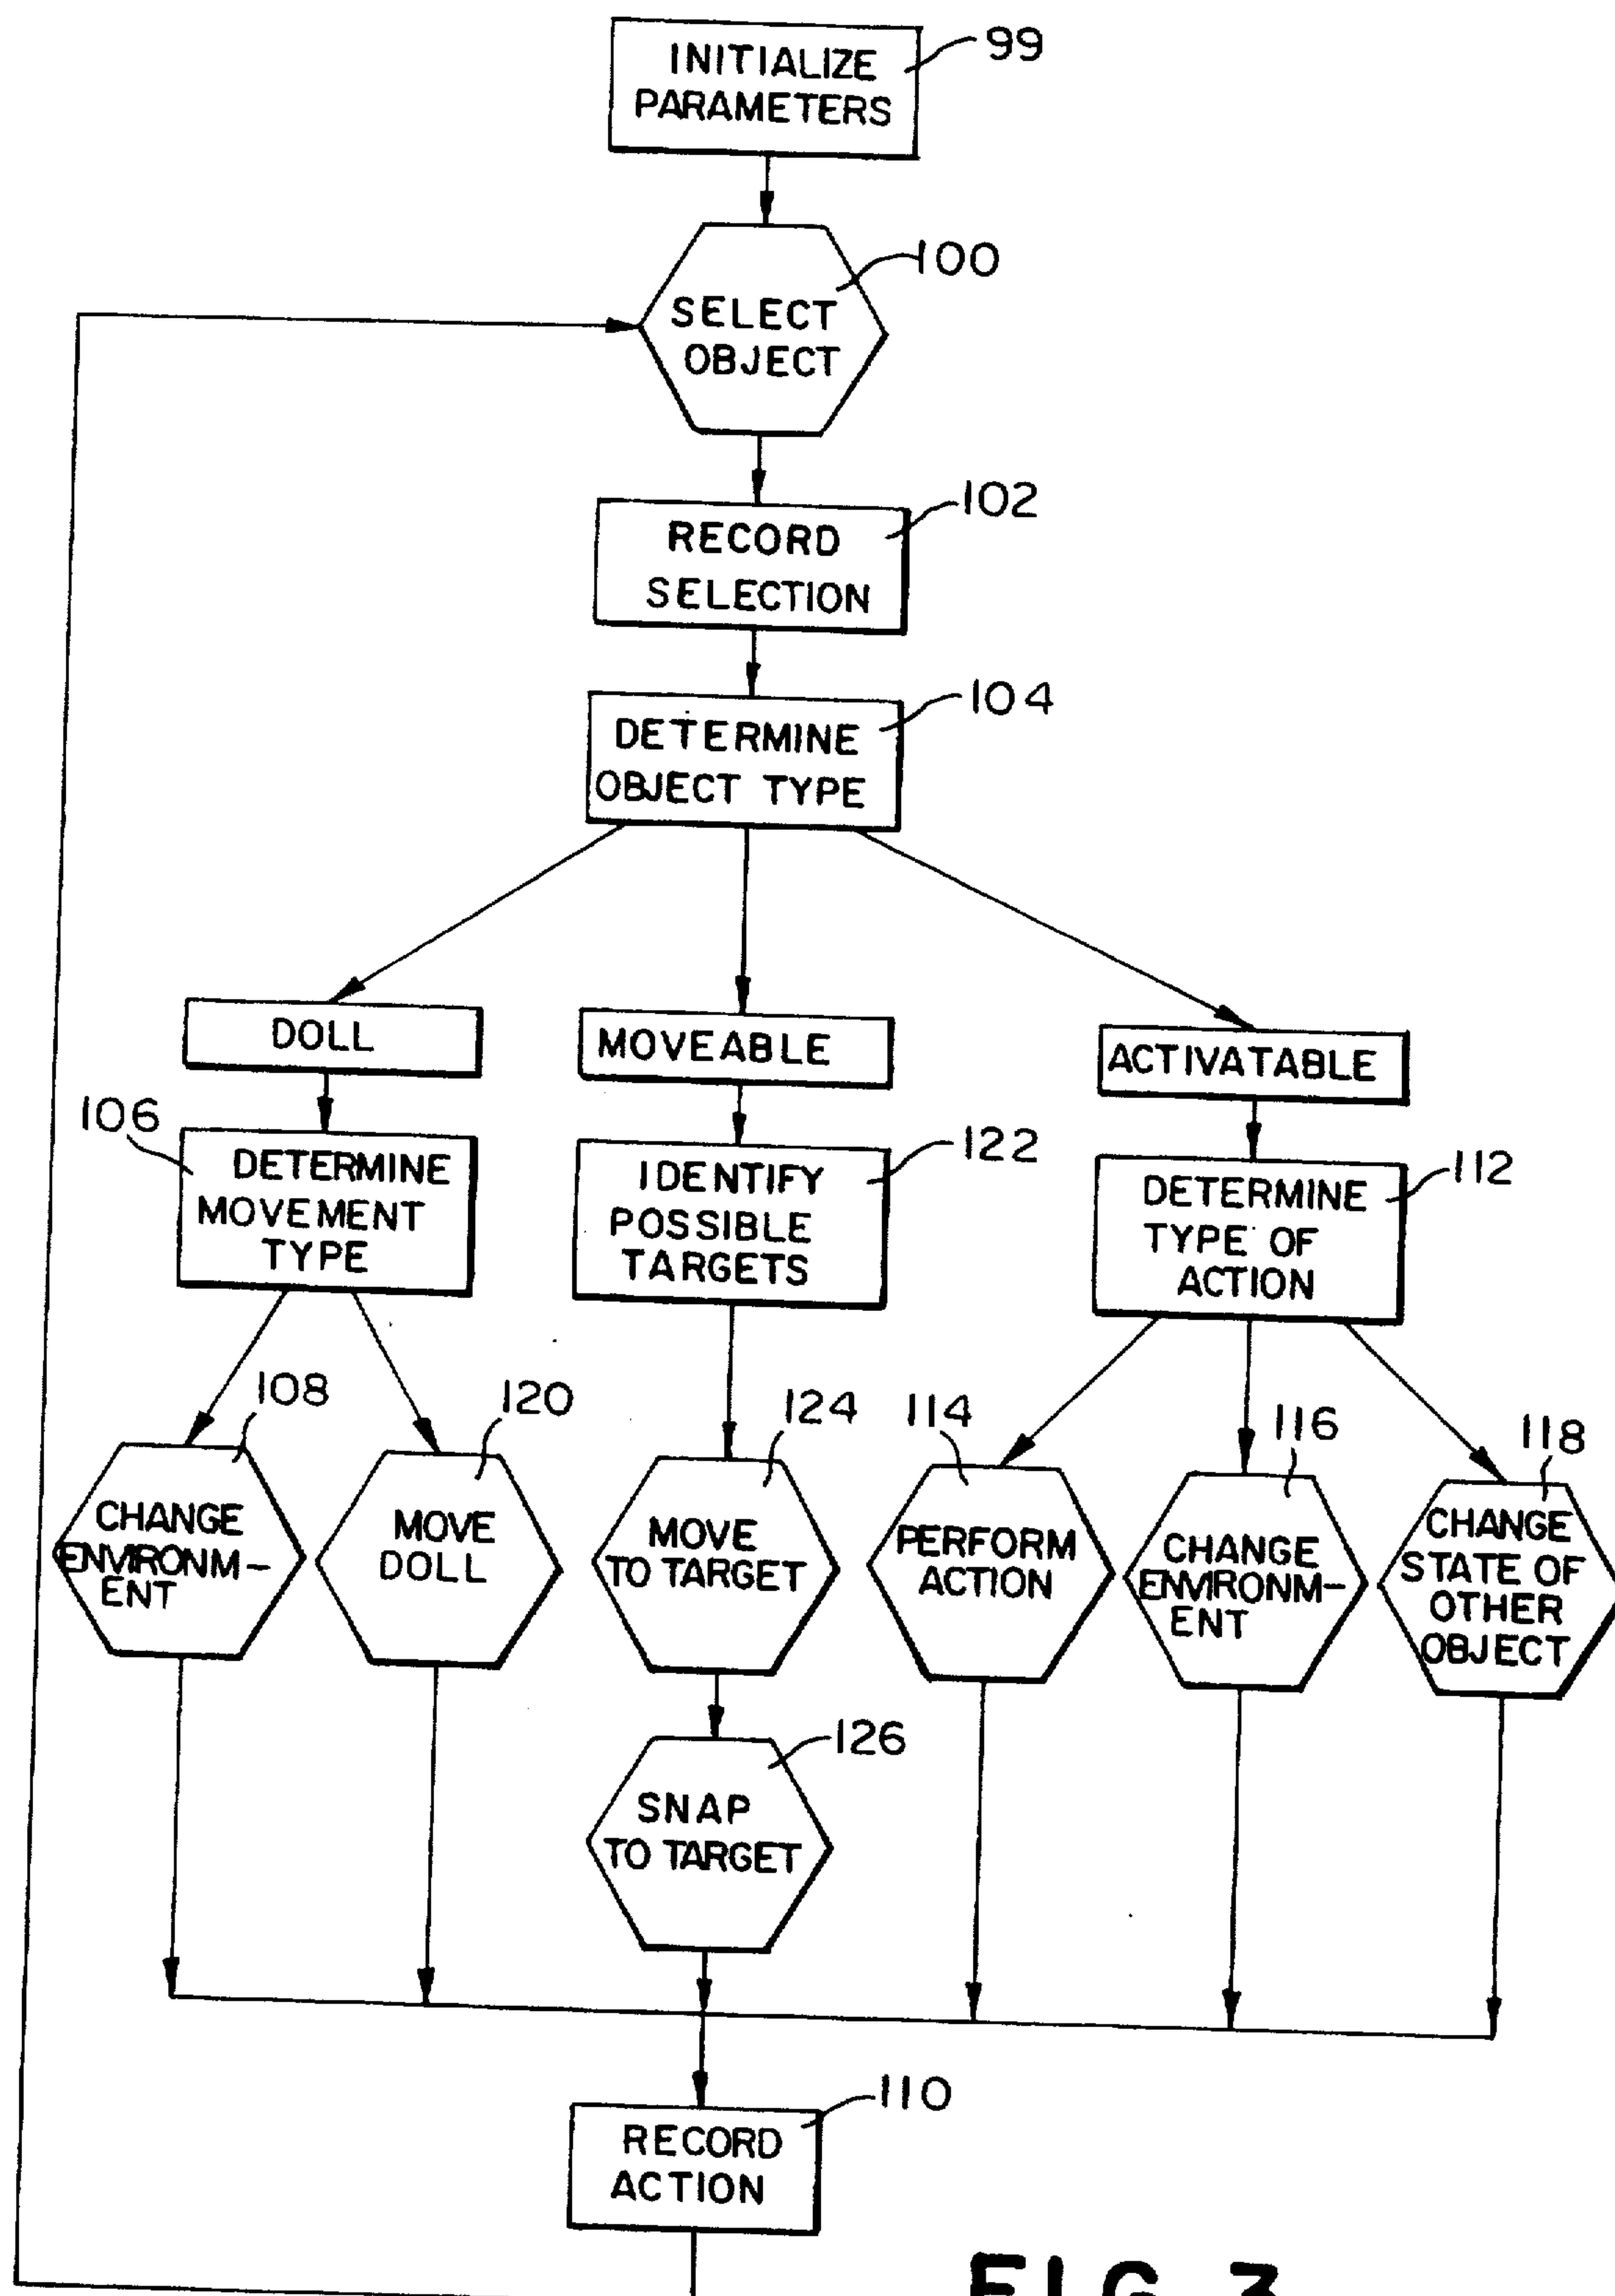 INITIALIZE
PARAMETERS
99
SELECT
OBJECT
100
RECORD
SELECTION
102
DETERMINE
OBJECT TYPE
104
DOLL
MOVEABLE
ACTIVATABLE
106
DETERMINE
MOVEMENT
TYPE
IDENTIFY
POSSIBLE
TARGETS
122
DETERMINE
TYPE OF
ACTION
112
108
CHANGE
ENVIRONM-
ENT
120
MOVE
DOLL
124
MOVE
TO TARGET
114
PERFORM
ACTION
116
CHANGE
ENVIRONM-
ENT
118
CHANGE
STATE OF
OTHER
OBJECT
126
SNAP
TO TARGET
110
RECORD
ACTION
FIG. 3